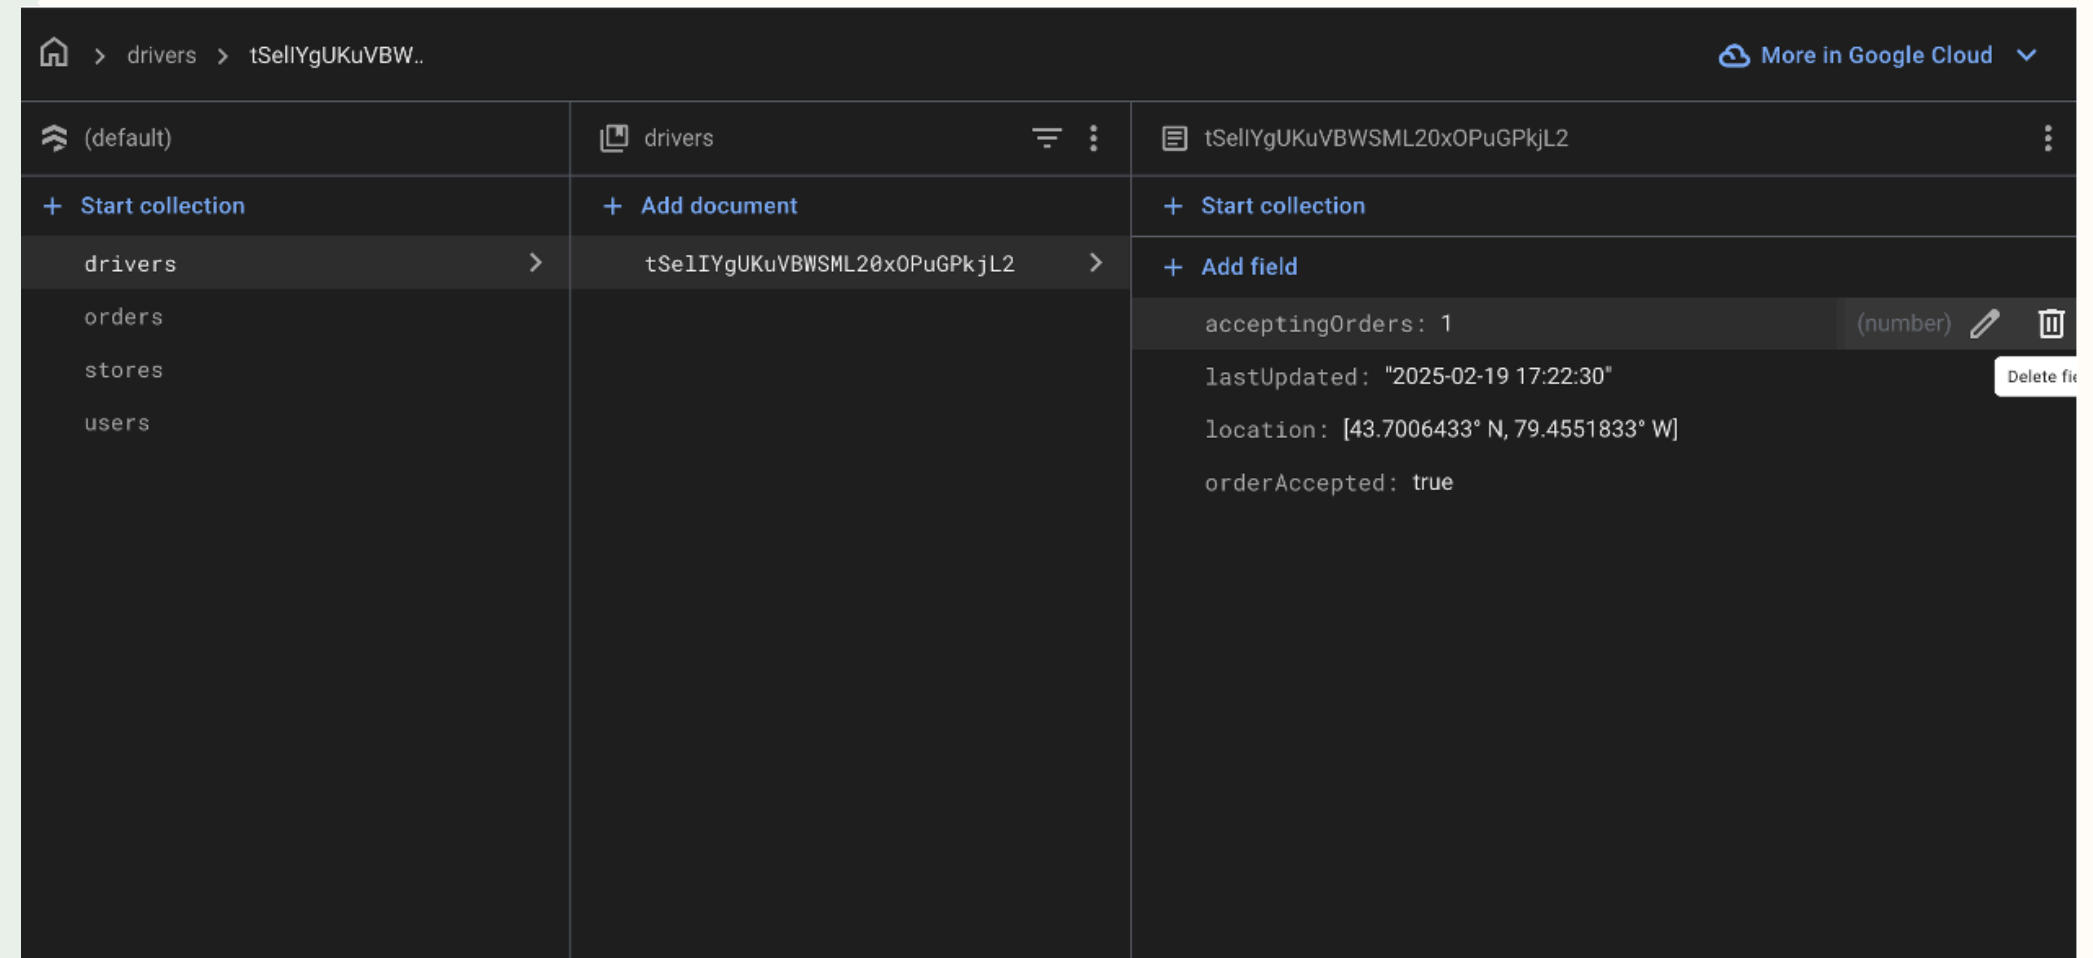 drivers > tSelIYgUKuVBW..
More in Google Cloud
(default)
drivers
tSelIYgUKuVBWSML20xOPuGPkjL2
+ Start collection
+ Add document
+ Start collection
drivers
orders
stores
users
tSelIYgUKuVBWSML20xOPuGPkjL2
+ Add field
acceptingOrders: 1
(number)
Delete fie
lastUpdated: "2025-02-19 17:22:30"
location: [43.7006433° N, 79.4551833° W]
orderAccepted: true